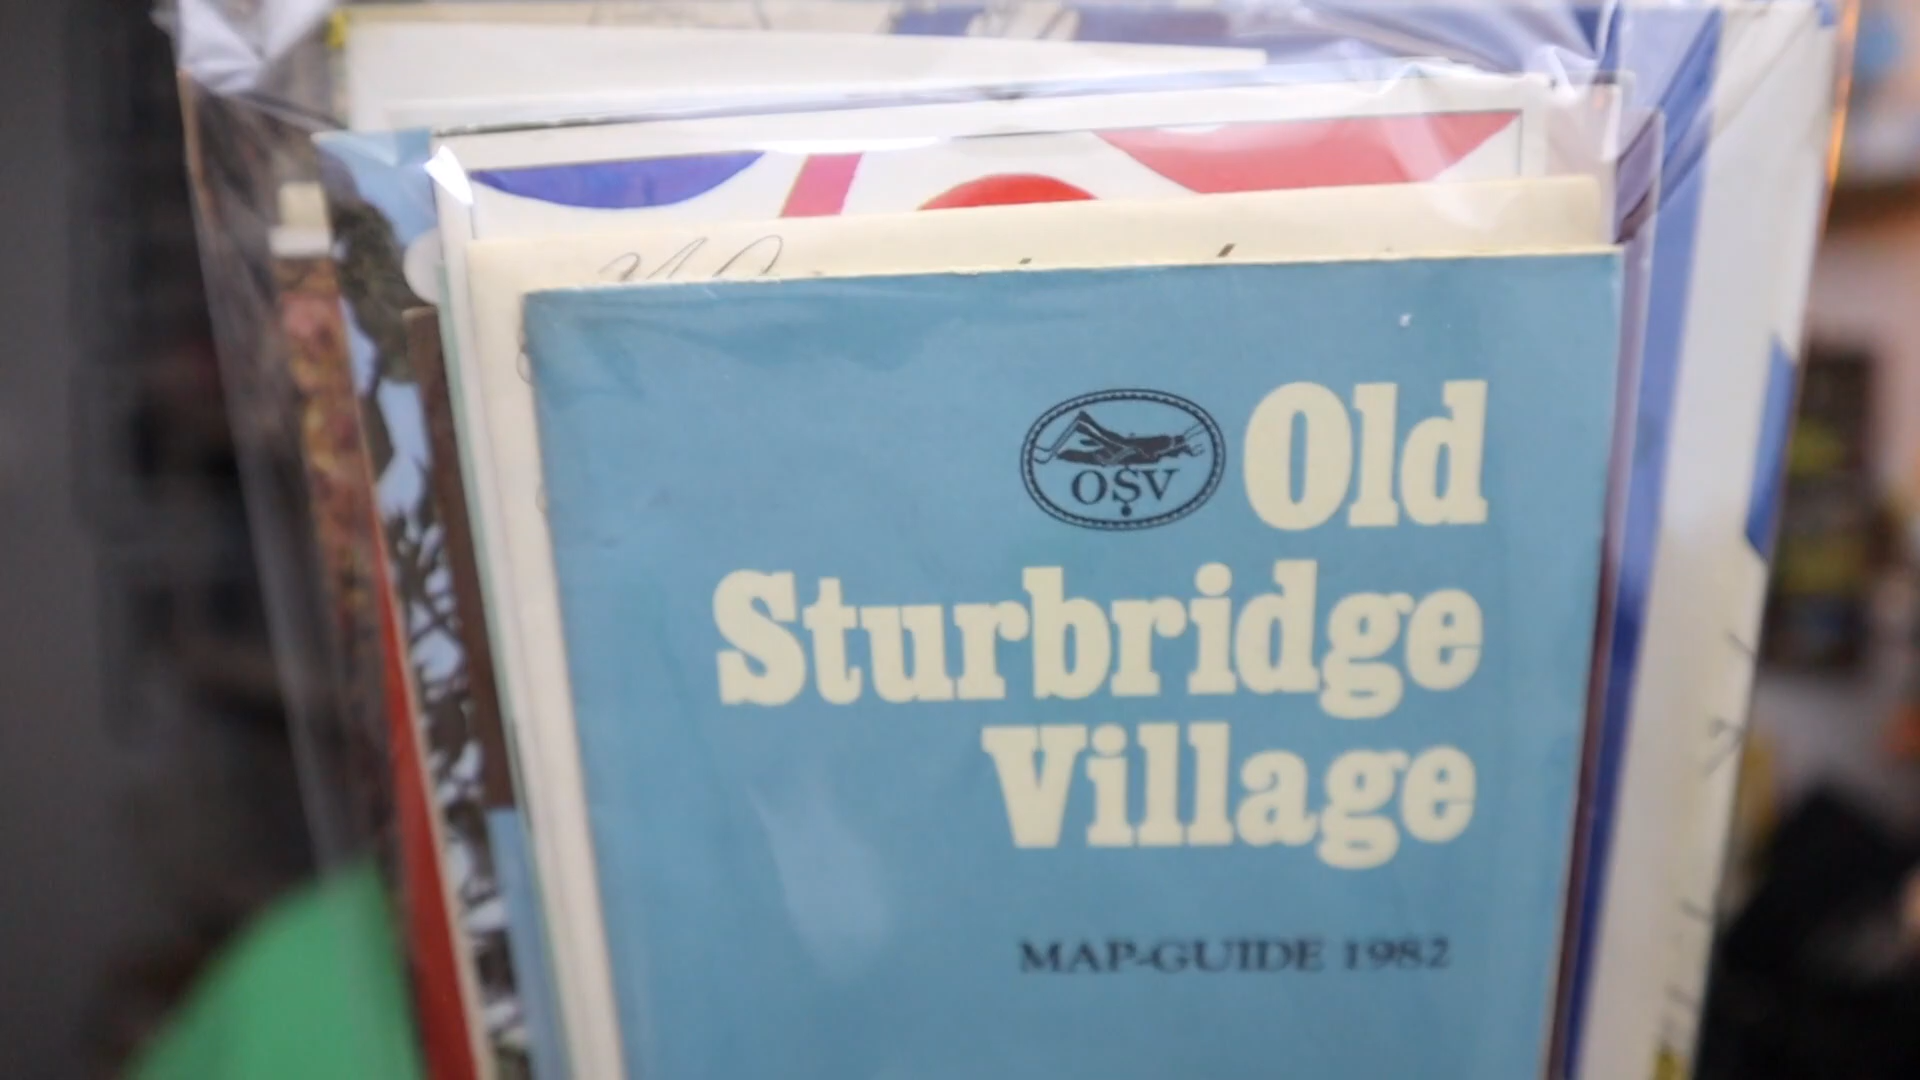 OSV
Old
Sturbridge
Village
MAP-GUIDE 1982